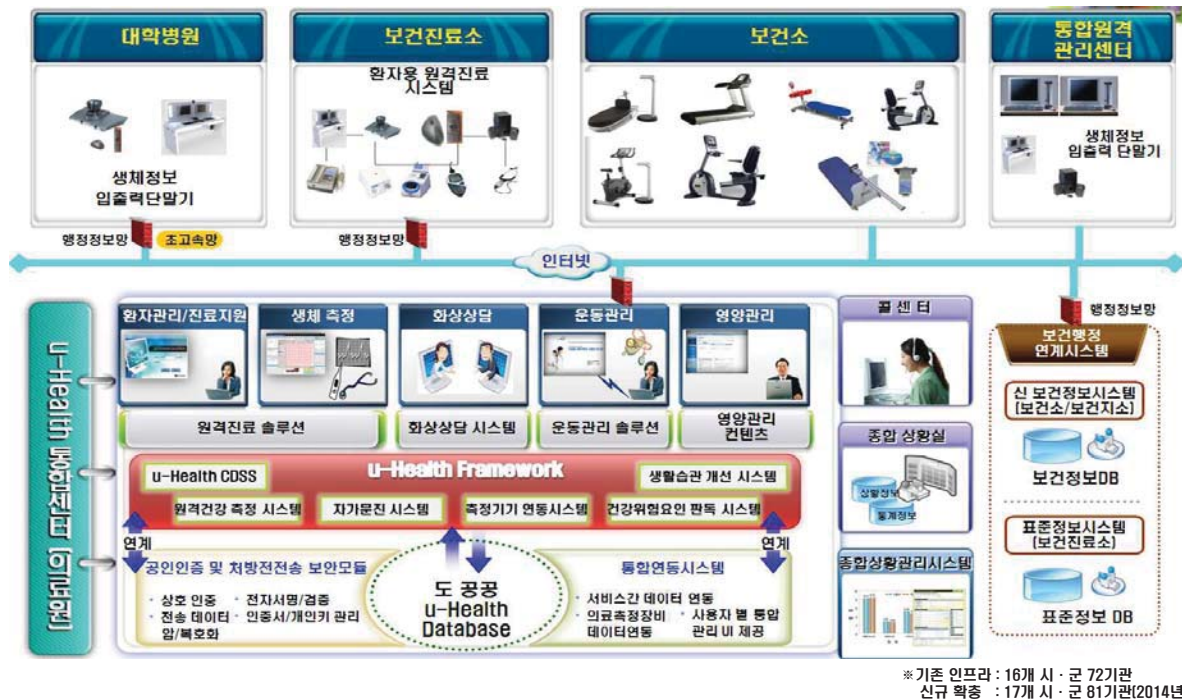 대학병원
보건진료소
보건소
통합원격
관리센터
생체정보
입출력단말기
환자용 원격진료
시스템
생체정보
입출력 단말기
행정정보망
초고속망
행정정보망
인터넷
행정정보망
u-Health 통합센터 (의료원)
환자관리/진료지원
생체 측정
화상상담
운동관리
영양관리
원격진료 솔루션
화상상담 시스템
운동관리 솔루션
영양관리
컨텐츠
u-Health Framework
u-Health CDSS
생활습관 개선 시스템
원격건강 측정 시스템
자가문진 시스템
측정기기 연동시스템
건강위험요인 판독 시스템
연계
연계
공인인증 및 처방전전송 보안모듈
· 상호 인증
· 전자서명/검증
· 전송 데이터
암/복호화
· 인증서/개인키 관리
도 공공
u-Health
Database
통합연동시스템
· 서비스간 데이터 연동
· 의료측정장비
데이터연동
· 사용자 별 통합
관리 UI 제공
콜센터
종합 상황실
상황정보
통계정보
종합상황관리시스템
보건행정
연계시스템
신 보건정보시스템
(보건소/보건지소)
보건정보DB
표준정보시스템
(보건진료소)
표준정보 DB
※기존 인프라 : 16개 시·군 72기관
신규 확충 : 17개 시·군 81기관(2014년